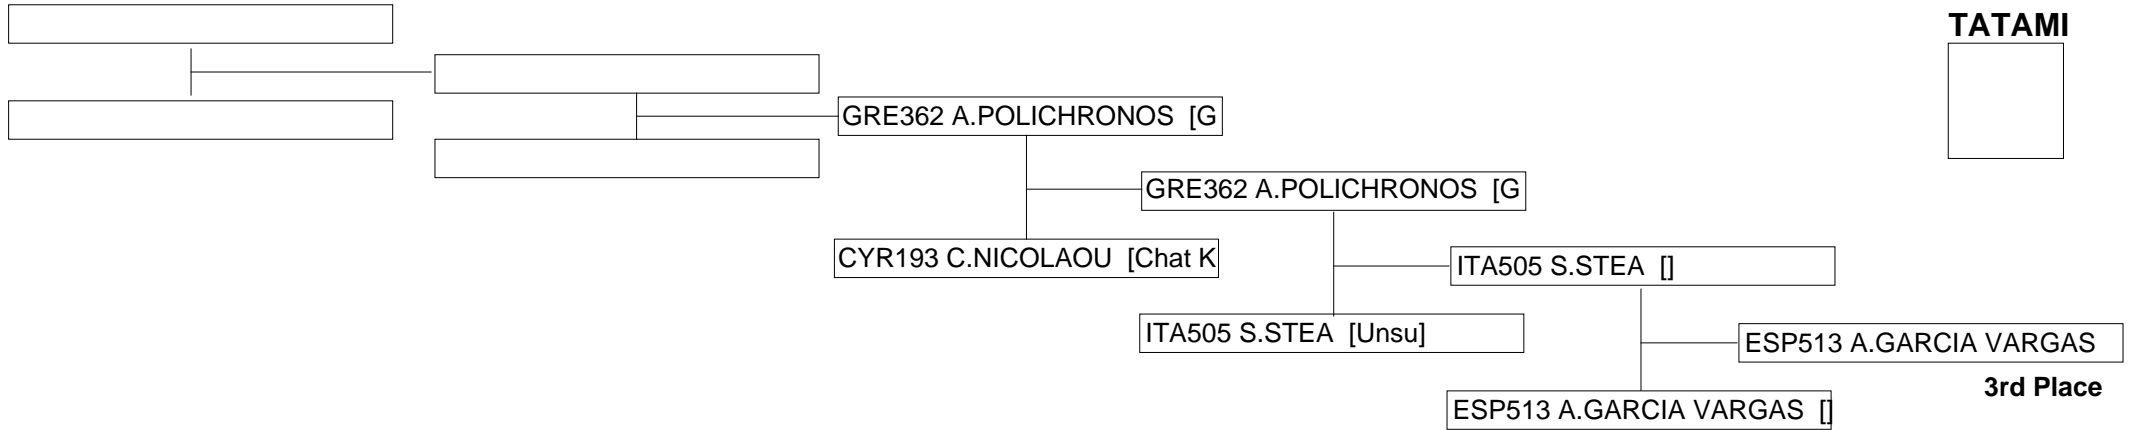 TATAMI
GRE362 A.POLICHRONOS [G
GRE362 A.POLICHRONOS [G
CYR193 C.NICOLAOU [Chat K
ITA505 S.STEA []
ITA505 S.STEA [Unsu]
ESP513 A.GARCIA VARGAS
3rd Place
ESP513 A.GARCIA VARGAS []